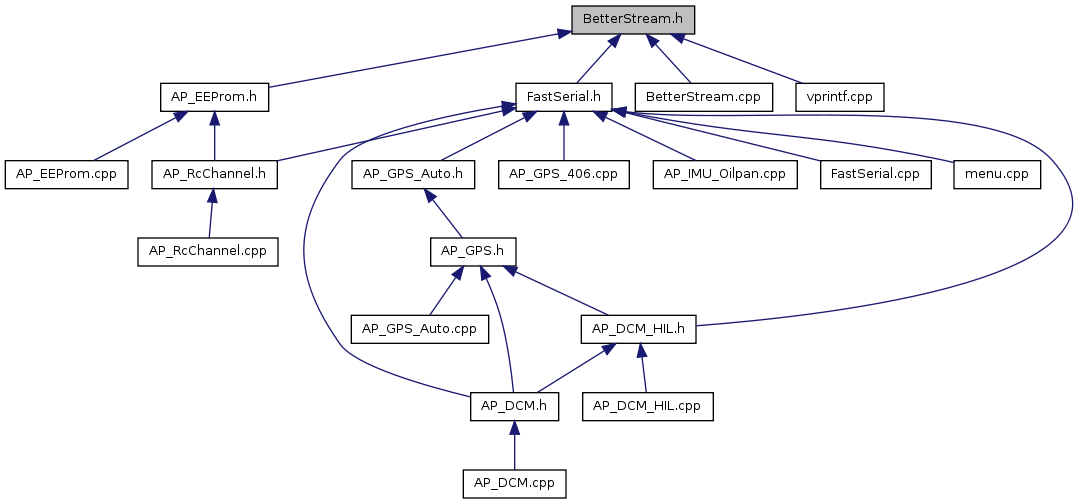 BetterStream.h
AP_EEProm.h
FastSerial.h
BetterStream.cpp
vprintf.cpp
AP_EEProm.cpp
AP_RcChannel.h
AP_GPS_Auto.h
AP_GPS_406.cpp
AP_IMU_Oilpan.cpp
FastSerial.cpp
menu.cpp
AP_RcChannel.cpp
AP_GPS.h
AP_GPS_Auto.cpp
AP_DCM_HIL.h
AP_DCM.h
AP_DCM_HIL.cpp
AP_DCM.cpp